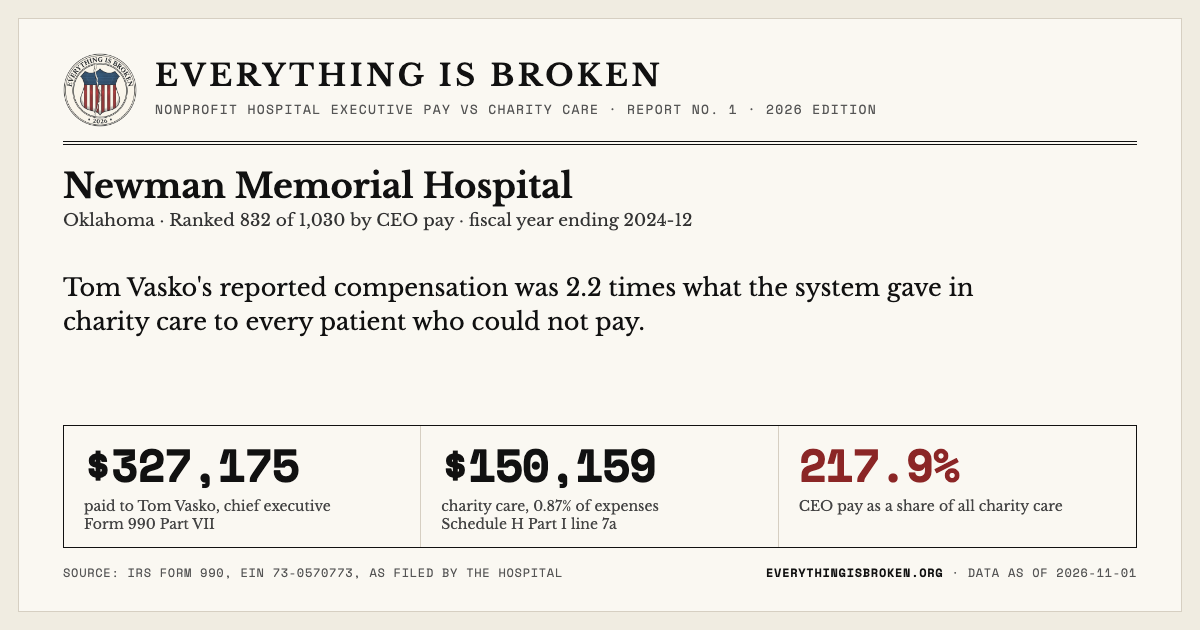 EVERYTHING IS BROKEN
2026
EVERYTHING IS BROKEN
NONPROFIT HOSPITAL EXECUTIVE PAY VS CHARITY CARE · REPORT NO. 1 · 2026 EDITION
Newman Memorial Hospital
Oklahoma · Ranked 832 of 1,030 by CEO pay · fiscal year ending 2024-12
Tom Vasko's reported compensation was 2.2 times what the system gave in
charity care to every patient who could not pay.
$327,175
paid to Tom Vasko, chief executive
Form 990 Part VII
$150,159
charity care, 0.87% of expenses
Schedule H Part I line 7a
217.9%
CEO pay as a share of all charity care
SOURCE: IRS FORM 990, EIN 73-0570773, AS FILED BY THE HOSPITAL
EVERYTHINGISBROKEN.ORG · DATA AS OF 2026-11-01